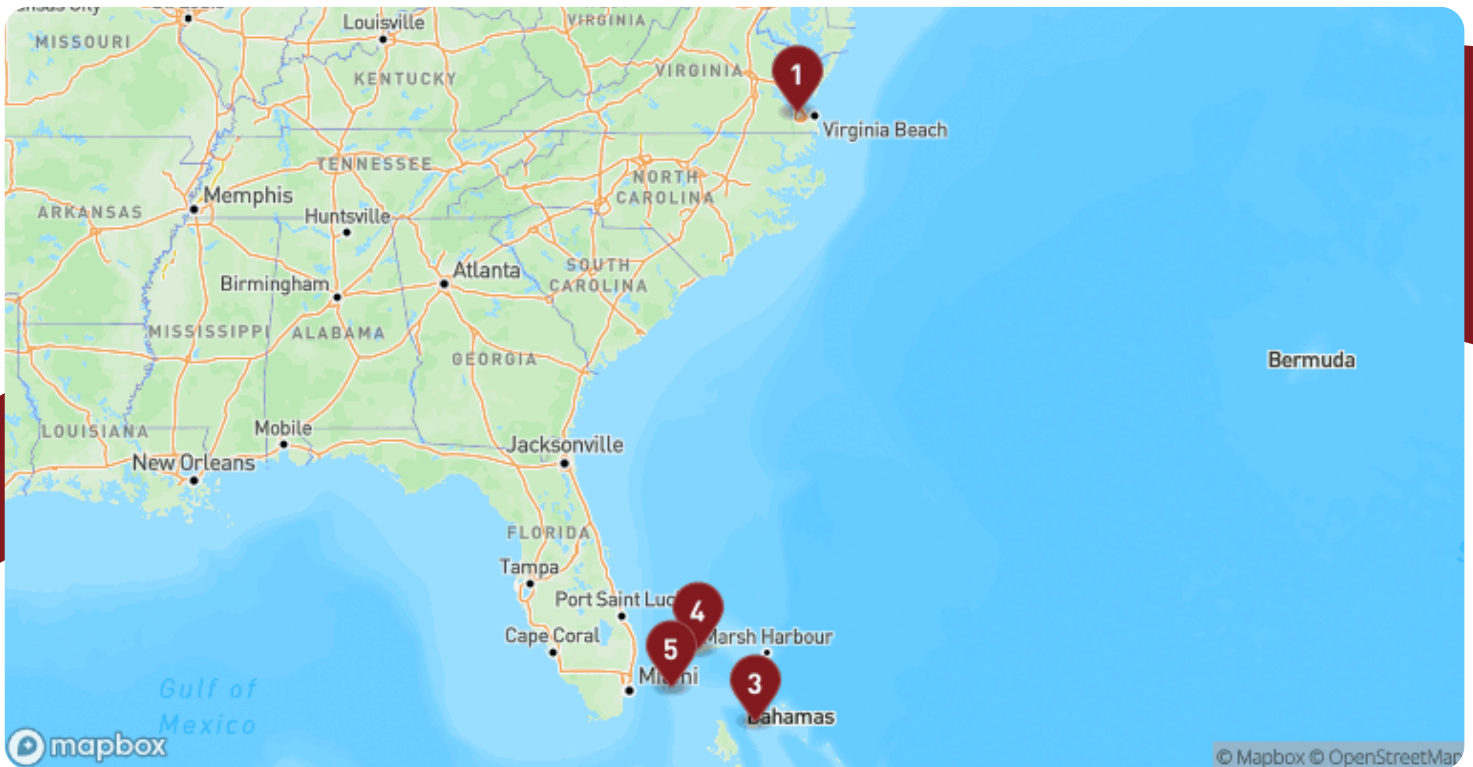 Louisville
VIRGINIA
MISSOURI
KENTUCKY
VIRGINIA
1
Virginia Beach
TENNESSEE
NORTH
CAROLINA
Memphis
ARKANSAS
Huntsville
Atlanta
SOUTH
CAROLINA
Birmingham
MISSISSIPPI
ALABAMA
GEORGIA
Bermuda
LOUISIANA
Mobile
Jacksonville
New Orleans
FLORIDA
Tampa
Port Saint Luc
4
Cape Coral
Marsh Harbour
5
Miami
3
Gulf of
Mexico
Bahamas
mapbox
© Mapbox © OpenStreetMap